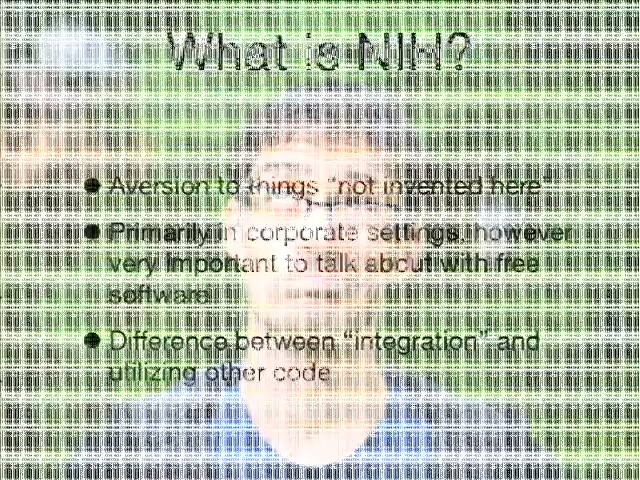 What is NIH?
● Aversion to things "not invented here"
● Primarily in corporate settings, however
very important to talk about with free
software
● Difference between "integration" and
utilizing other code